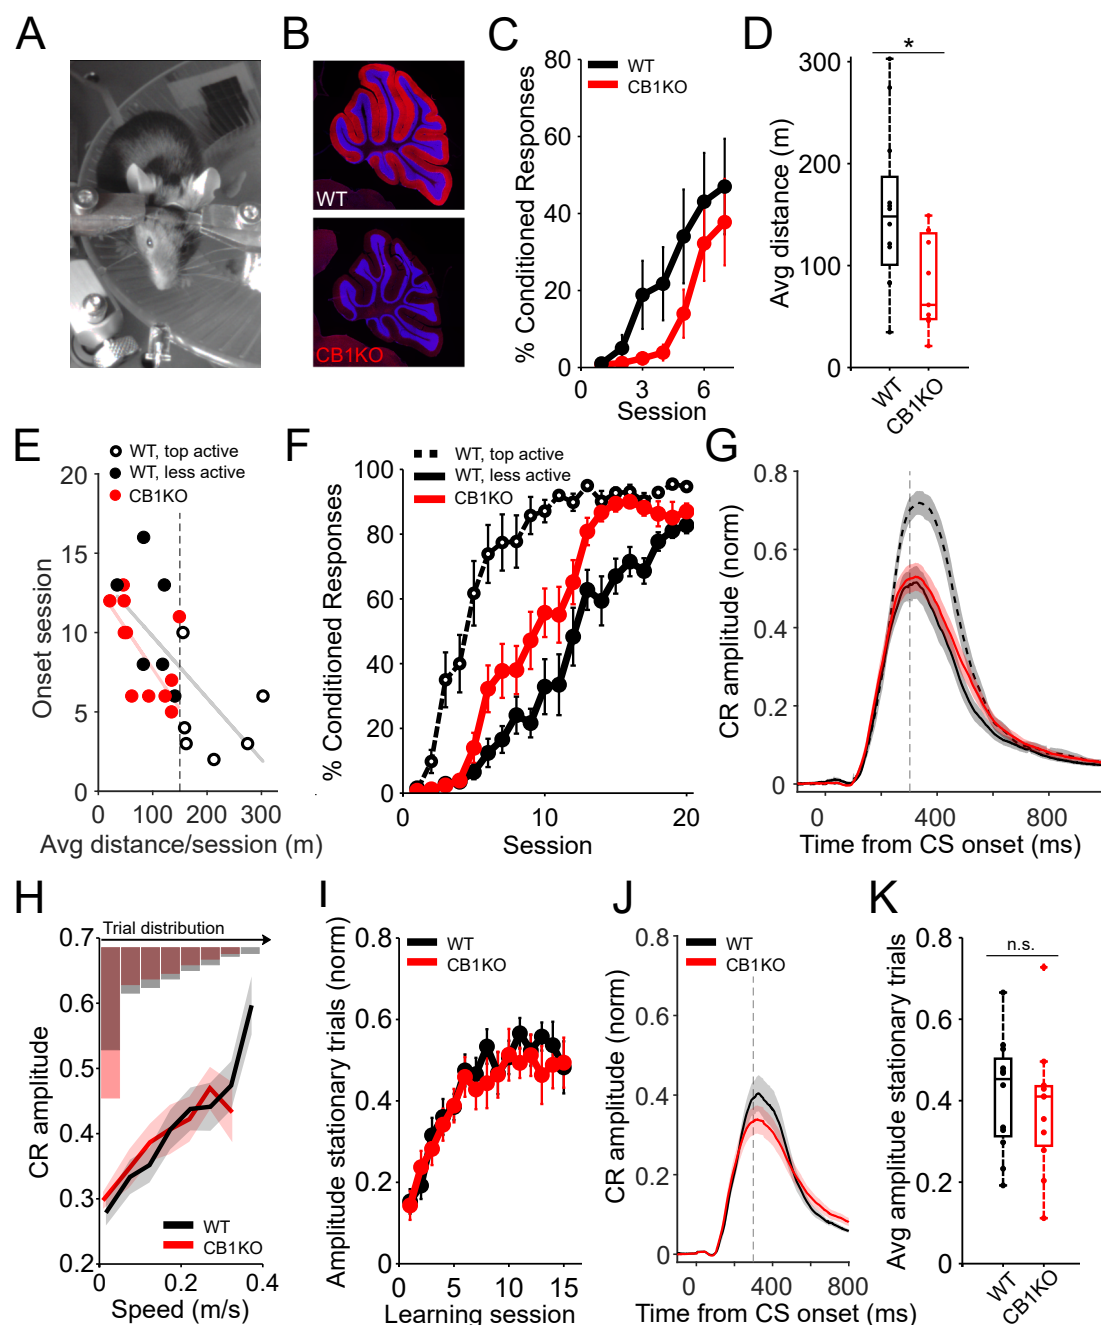 A
B
WT
CB1KO
C
WT
CB1KO
80
60
40
20
0
0
3
6
% Conditioned Responses
Session
D
*
300
200
100
0
Avg distance (m)
WT
CB1KO
E
WT, top active
WT, less active
CB1KO
20
15
10
5
0
0
100
200
300
Onset session
Avg distance/session (m)
F
WT, top active
WT, less active
CB1KO
100
80
60
40
20
0
0
10
20
% Conditioned Responses
Session
G
0.8
0.6
0.4
0.2
0
0
400
800
CR amplitude (norm)
Time from CS onset (ms)
H
Trial distribution
0.7
0.6
0.5
0.4
0.3
0.2
0
0.2
0.4
CR amplitude
WT
CB1KO
Speed (m/s)
I
WT
CB1KO
0.8
0.6
0.4
0.2
0
0
5
10
15
Amplitude stationary trials (norm)
Learning session
J
WT
CB1KO
0.8
0.6
0.4
0.2
0
0
400
800
CR amplitude (norm)
Time from CS onset (ms)
K
n.s.
0.8
0.6
0.4
0.2
0
Avg amplitude stationary trials
WT
CB1KO